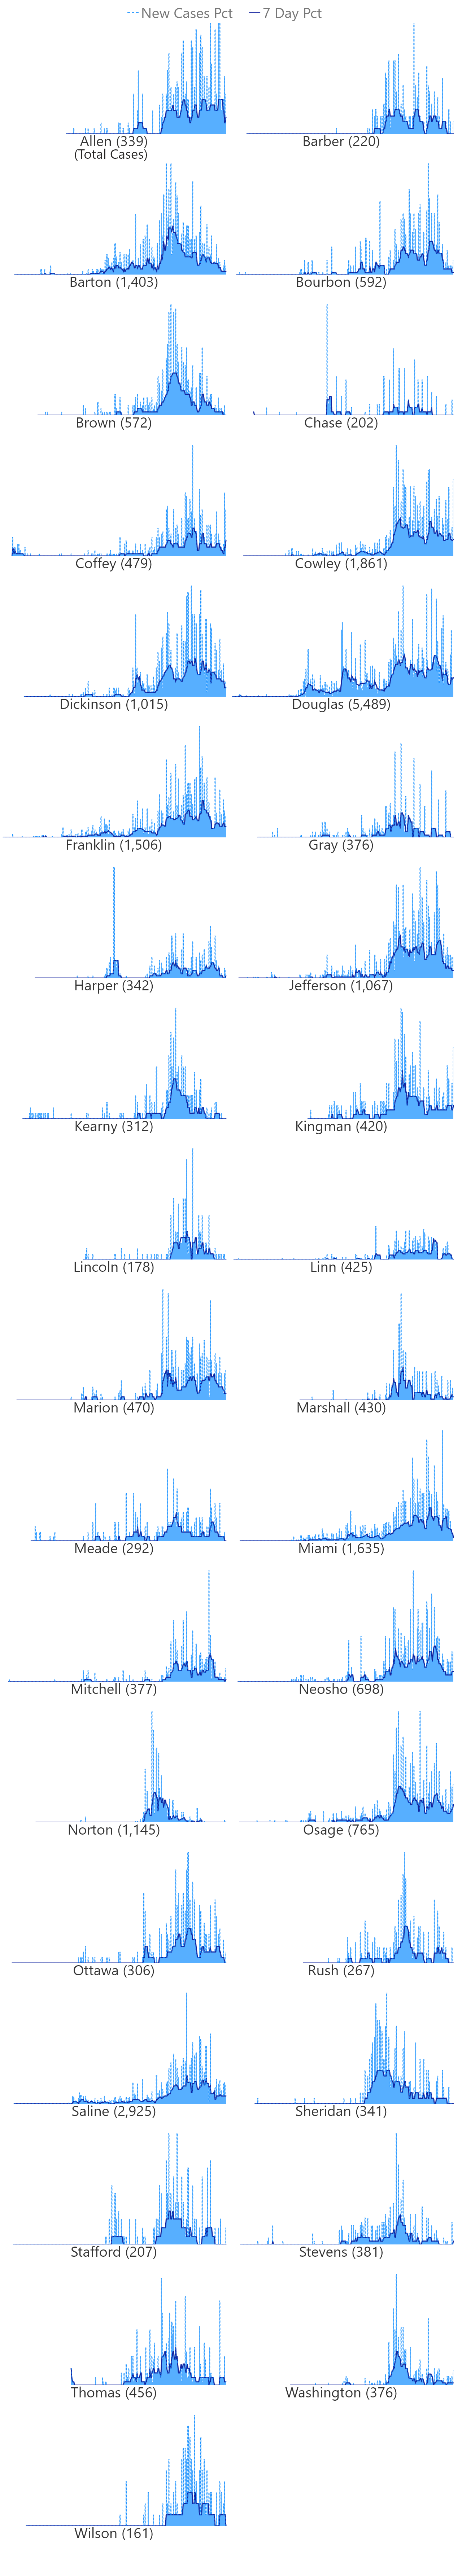 New Cases Pct 7 Day Pct
Allen (339) Barber (220)
(Total Cases)
Barton (1,403) Bourbon (592)
Brown (572) Chase (202)
Coffey (479) Cowley (1,861)
Dickinson (1,015) Douglas (5,489)
Franklin (1,506) Gray (376)
Harper (342) Jefferson (1,067)
Kearny (312) Kingman (420)
Lincoln (178) Linn (425)
Marion (470) Marshall (430)
Meade (292) Miami (1,635)
Mitchell (377) Neosho (698)
Norton (1,145) Osage (765)
Ottawa (306) Rush (267)
Saline (2,925) Sheridan (341)
Stafford (207) Stevens (381)
Thomas (456) Washington (376)
Wilson (161)